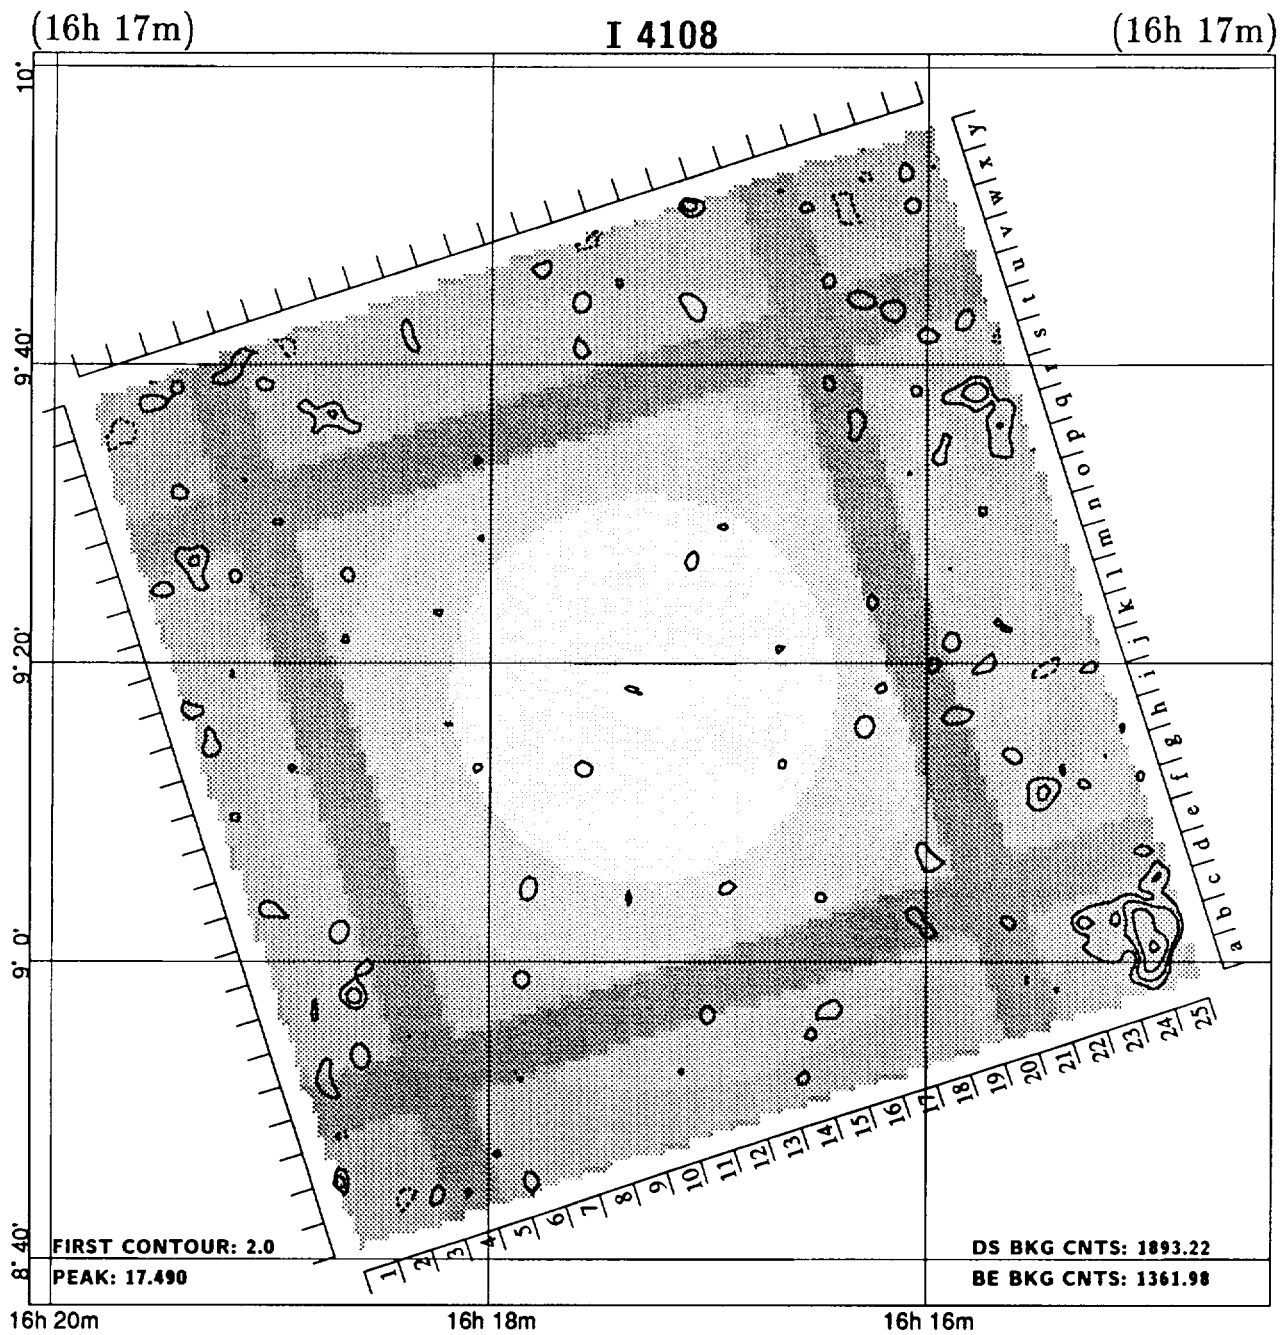 (16h 17m) I 4108 (16h 17m)
10°
9° 40'
9° 20'
9° 0'
8° 40'
y
x
w
v
u
t
s
r
q
p
o
n
m
l
k
j
i
h
g
f
e
d
c
b
a
1 2 3 4 5 6 7 8 9 10 11 12 13 14 15 16 17 18 19 20 21 22 23 24 25
FIRST CONTOUR: 2.0
PEAK: 17.490
DS BKG CNTS: 1893.22
BE BKG CNTS: 1361.98
16h 20m 16h 18m 16h 16m